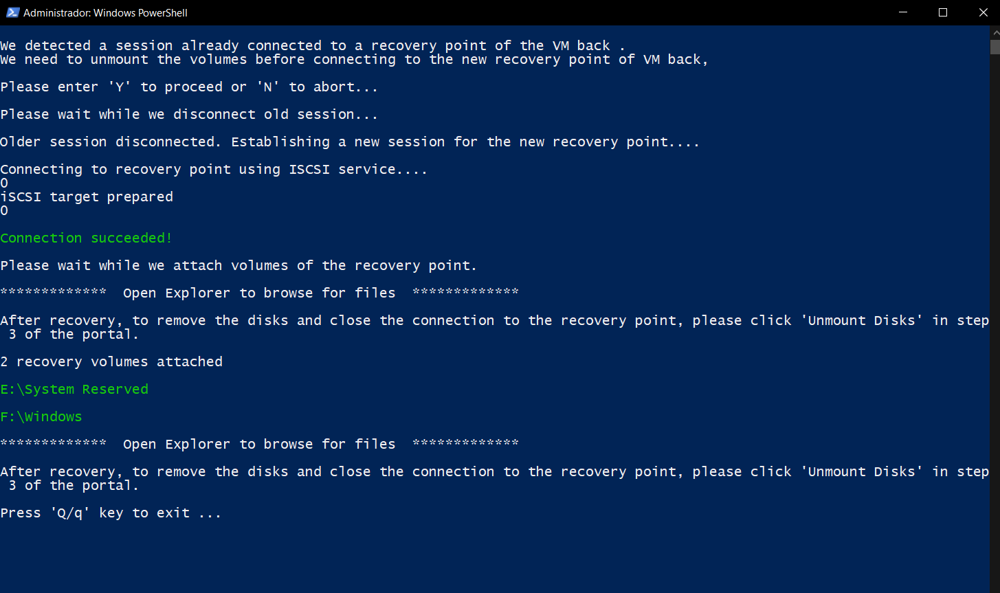 Administrador: Windows PowerShell
We detected a session already connected to a recovery point of the VM back .
We need to unmount the volumes before connecting to the new recovery point of VM back,
Please enter 'Y' to proceed or 'N' to abort...
Please wait while we disconnect old session...
Older session disconnected. Establishing a new session for the new recovery point....
Connecting to recovery point using ISCSI service....
0
iSCSI target prepared
0
Connection succeeded!
Please wait while we attach volumes of the recovery point.
************* Open Explorer to browse for files *************
After recovery, to remove the disks and close the connection to the recovery point, please click 'Unmount Disks' in step
3 of the portal.
2 recovery volumes attached
E:\System Reserved
F:\Windows
************* Open Explorer to browse for files *************
After recovery, to remove the disks and close the connection to the recovery point, please click 'Unmount Disks' in step
3 of the portal.
Press 'Q/q' key to exit ...